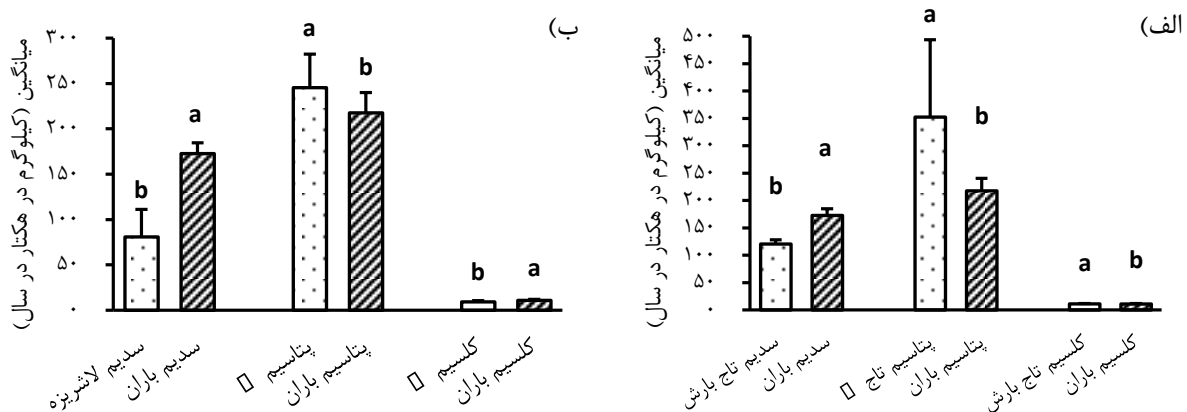 الف)
میانگین (کیلوگرم در هکتار در سال)
۵۰۰
۴۵۰
۴۰۰
۳۵۰
۳۰۰
۲۵۰
۲۰۰
۱۵۰
۱۰۰
۵۰
۰
b
a
a
b
a
b
سدیم تاج بارش
سدیم باران
پتاسیم تاج
پتاسیم باران
کلسیم تاج بارش
کلسیم باران
ب)
میانگین (کیلوگرم در هکتار در سال)
۳۰۰
۲۵۰
۲۰۰
۱۵۰
۱۰۰
۵۰
۰
b
a
a
b
b
a
سدیم لاشریزه
سدیم باران
پتاسیم
پتاسیم باران
کلسیم
کلسیم باران